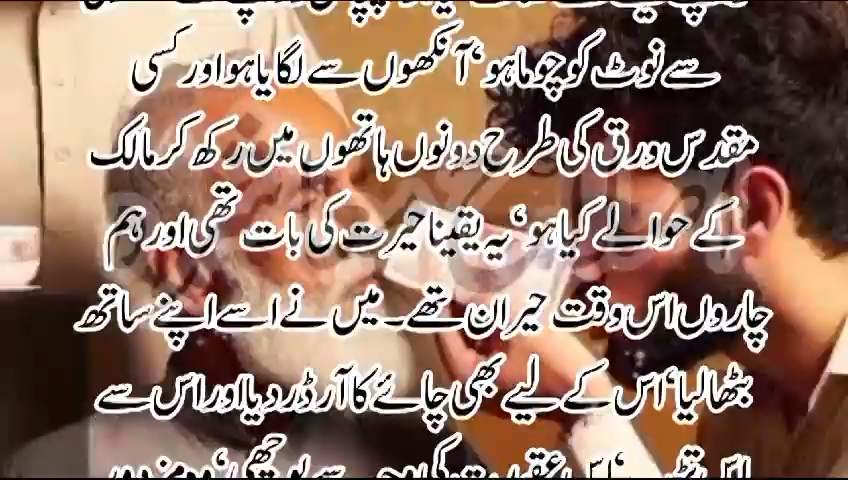 سے نوٹ کو چوما ہو‘ آنکھوں سے لگایا ہو اور کسی
مقدس ورق کی طرح دونوں ہاتھوں میں رکھ کر مالک
کے حوالے کیا ہو‘ یہ یقینا حیرت کی بات تھی اور ہم
چاروں اس وقت حیران تھے۔ میں نے اسے اپنے ساتھ
بٹھا لیا‘ اس کے لیے بھی چائے کا آرڈر دیا اور اس سے